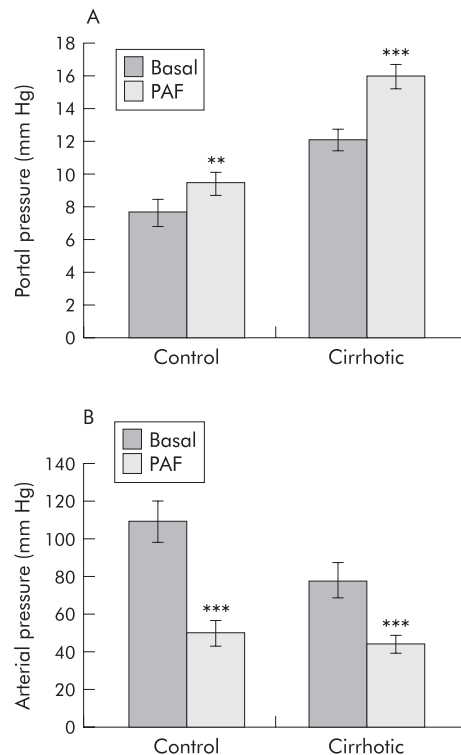 A
Portal pressure (mm Hg)
18
16
14
12
10
8
6
4
2
0
Basal
PAF
**
***
Control
Cirrhotic
B
Arterial pressure (mm Hg)
140
120
100
80
60
40
20
0
Basal
PAF
***
***
Control
Cirrhotic